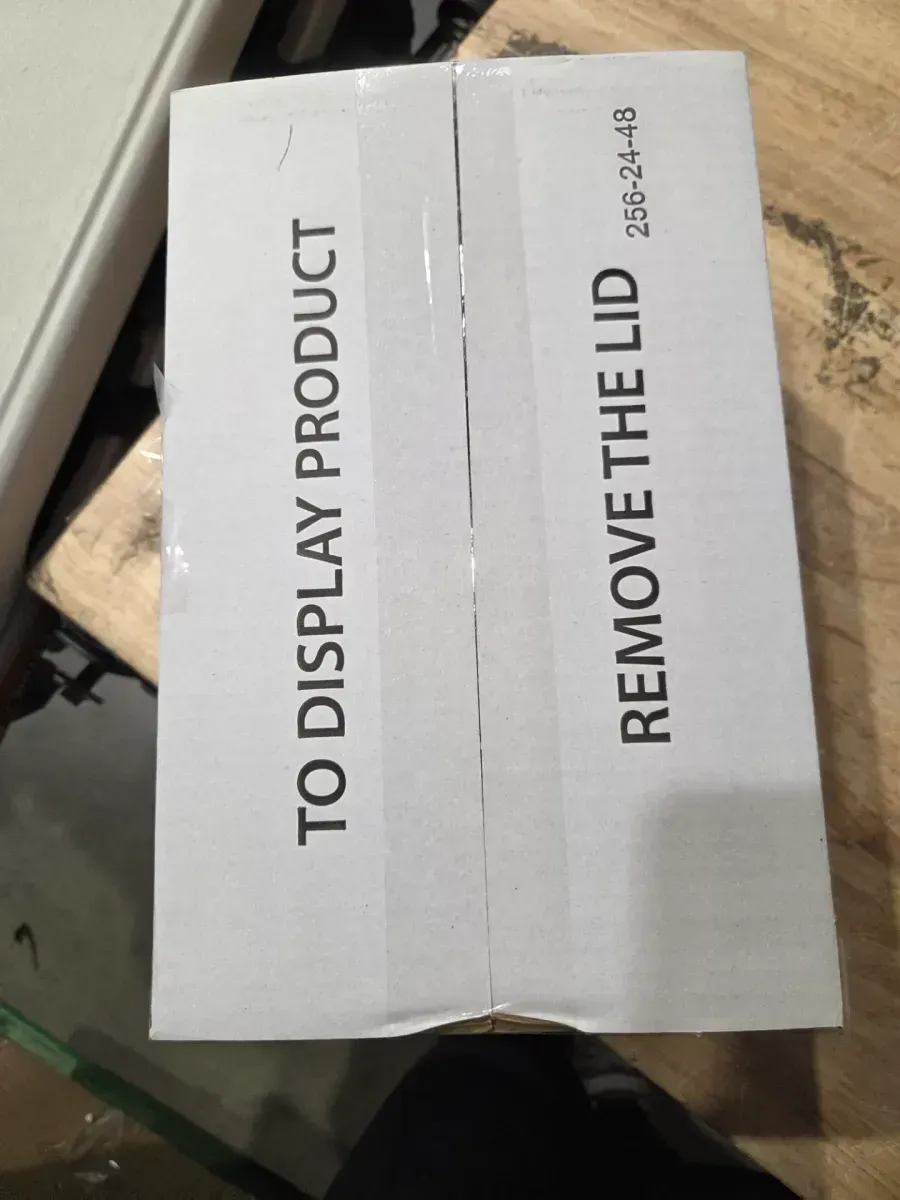 TO DISPLAY PRODUCT
REMOVE THE LID 256-24-48